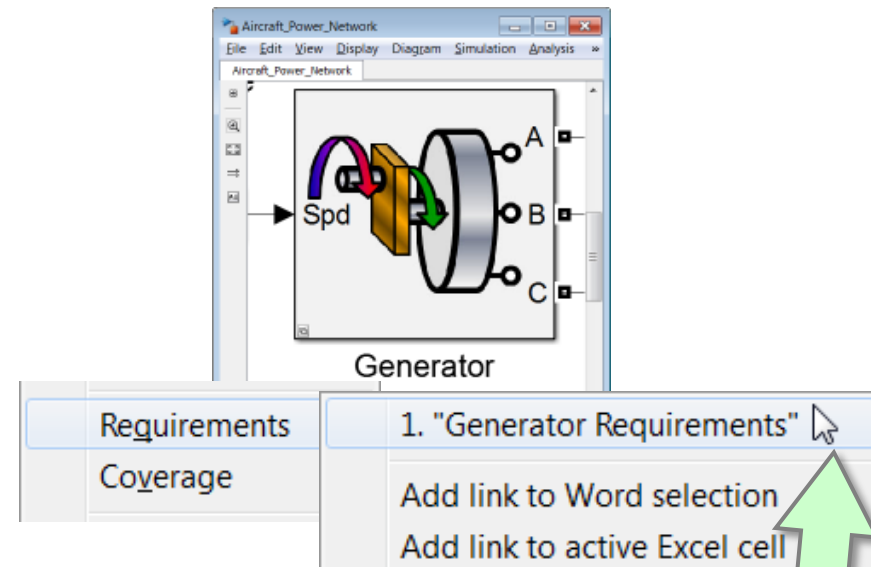 Aircraft_Power_Network
File Edit View Display Diagram Simulation Analysis »
Aircraft_Power_Network
A
Spd
B
C
Generator
Requirements
1. "Generator Requirements"
Coverage
Add link to Word selection
Add link to active Excel cell